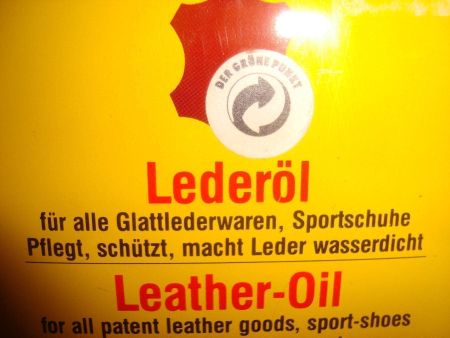 DER GRÜNE PUNKT
Lederöl
für alle Glattlederwaren, Sportschuhe
Pflegt, schützt, macht Leder wasserdicht
Leather-Oil
for all patent leather goods, sport-shoes